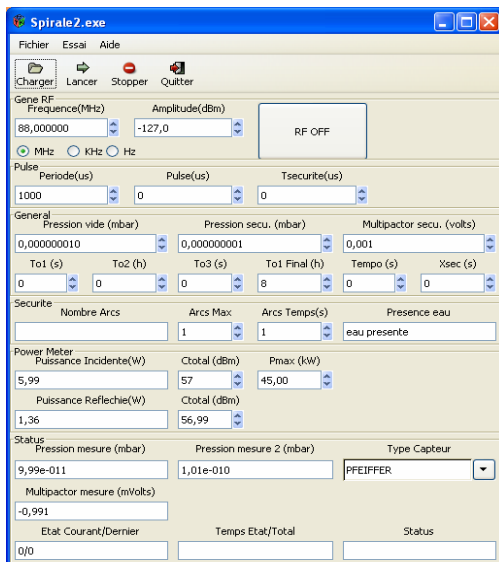 Spirale2.exe
Fichier Essai Aide
Charger Lancer Stopper Quitter
Gene RF
Frequence(MHz) Amplitude(dBm)
88,000000 -127,0 RF OFF
MHz KHz Hz
Pulse
Periode(us) Pulse(us) Tsecurite(us)
1000 0 0
General
Pression vide (mbar) Pression secu. (mbar) Multipactor secu. (volts)
0,000000010 0,000000001 0,001
To1 (s) To2 (h) To3 (s) To1 Final (h) Tempo (s) Xsec (s)
0 0 0 8 0 0
Securite
Nombre Arcs Arcs Max Arcs Temps(s) Presence eau
1 1 eau presente
Power Meter
Puissance Incidente(W) Ctotal (dBm) Pmax (kW)
5,99 57 45,00
Puissance Reflechie(W) Ctotal (dBm)
1,36 56,99
Status
Pression mesure (mbar) Pression mesure 2 (mbar) Type Capteur
9,99e-011 1,01e-010 PFEIFFER
Multipactor mesure (mVolts)
-0,991
Etat Courant/Dernier Temps Etat/Total Status
0/0